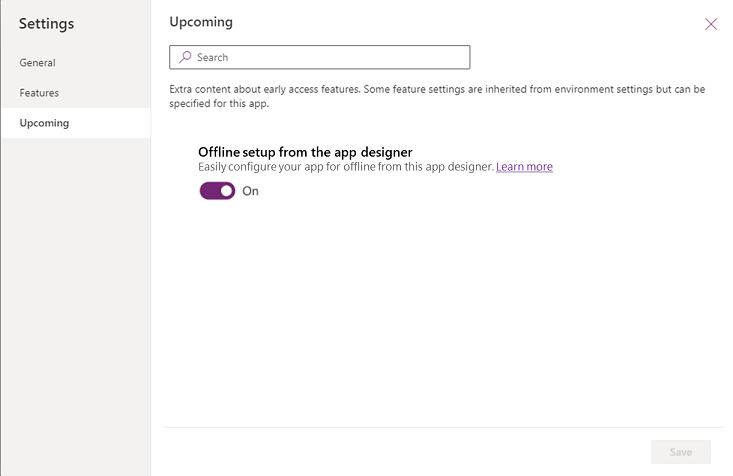 Settings
General
Features
Upcoming
Upcoming
Search
Extra content about early access features. Some feature settings are inherited from environment settings but can be
specified for this app.
Offline setup from the app designer
Easily configure your app for offline from this app designer. Learn more
On
Save